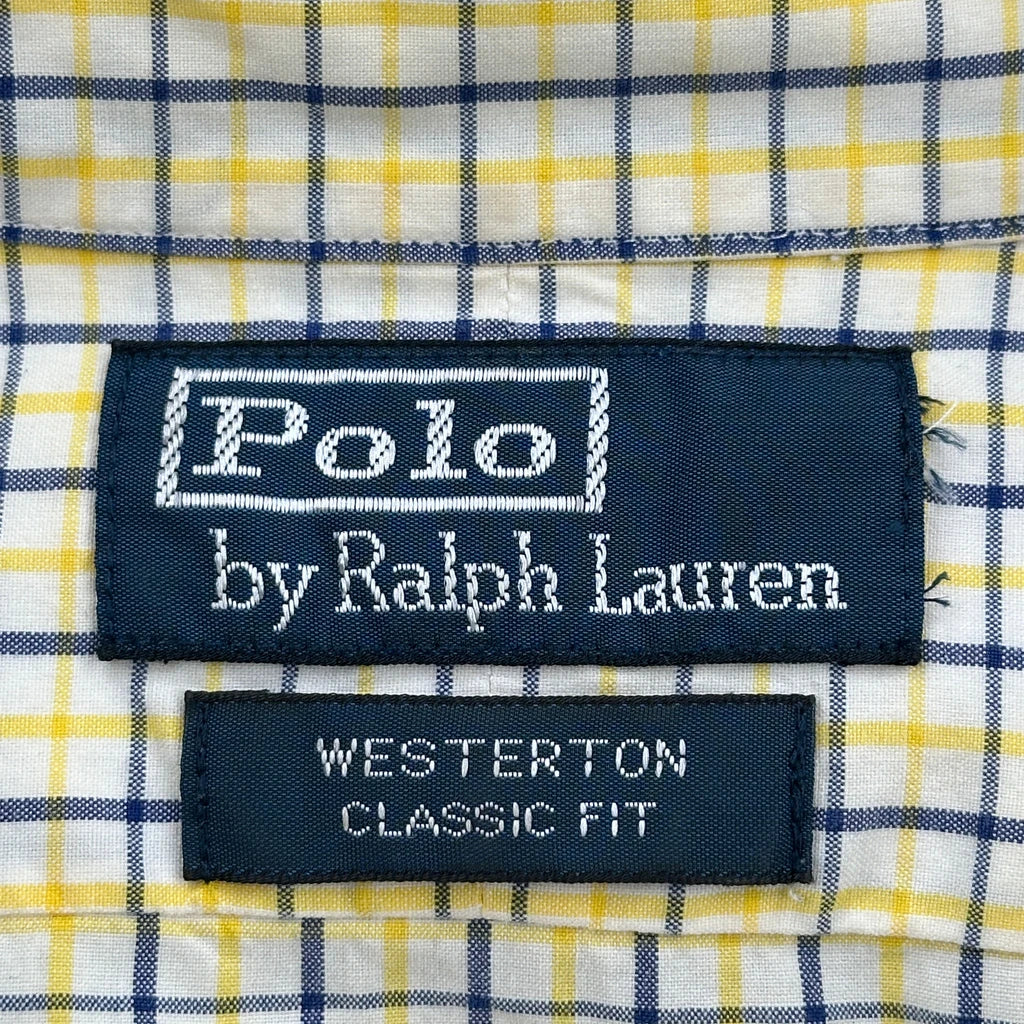 Polo
by Ralph Lauren
WESTERTON
CLASSIC FIT